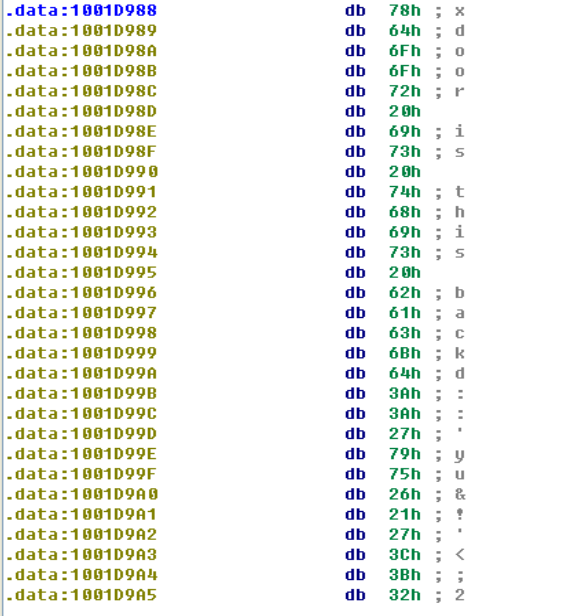 .data:1001D988 db 78h ; x
.data:1001D989 db 64h ; d
.data:1001D98A db 6Fh ; o
.data:1001D98B db 6Fh ; o
.data:1001D98C db 72h ; r
.data:1001D98D db 20h
.data:1001D98E db 69h ; i
.data:1001D98F db 73h ; s
.data:1001D990 db 20h
.data:1001D991 db 74h ; t
.data:1001D992 db 68h ; h
.data:1001D993 db 69h ; i
.data:1001D994 db 73h ; s
.data:1001D995 db 20h
.data:1001D996 db 62h ; b
.data:1001D997 db 61h ; a
.data:1001D998 db 63h ; c
.data:1001D999 db 6Bh ; k
.data:1001D99A db 64h ; d
.data:1001D99B db 3Ah ; :
.data:1001D99C db 3Ah ; :
.data:1001D99D db 27h ; '
.data:1001D99E db 79h ; y
.data:1001D99F db 75h ; u
.data:1001D9A0 db 26h ; &
.data:1001D9A1 db 21h ; !
.data:1001D9A2 db 27h ; '
.data:1001D9A3 db 3Ch ; <
.data:1001D9A4 db 3Bh ; ;
.data:1001D9A5 db 32h ; 2